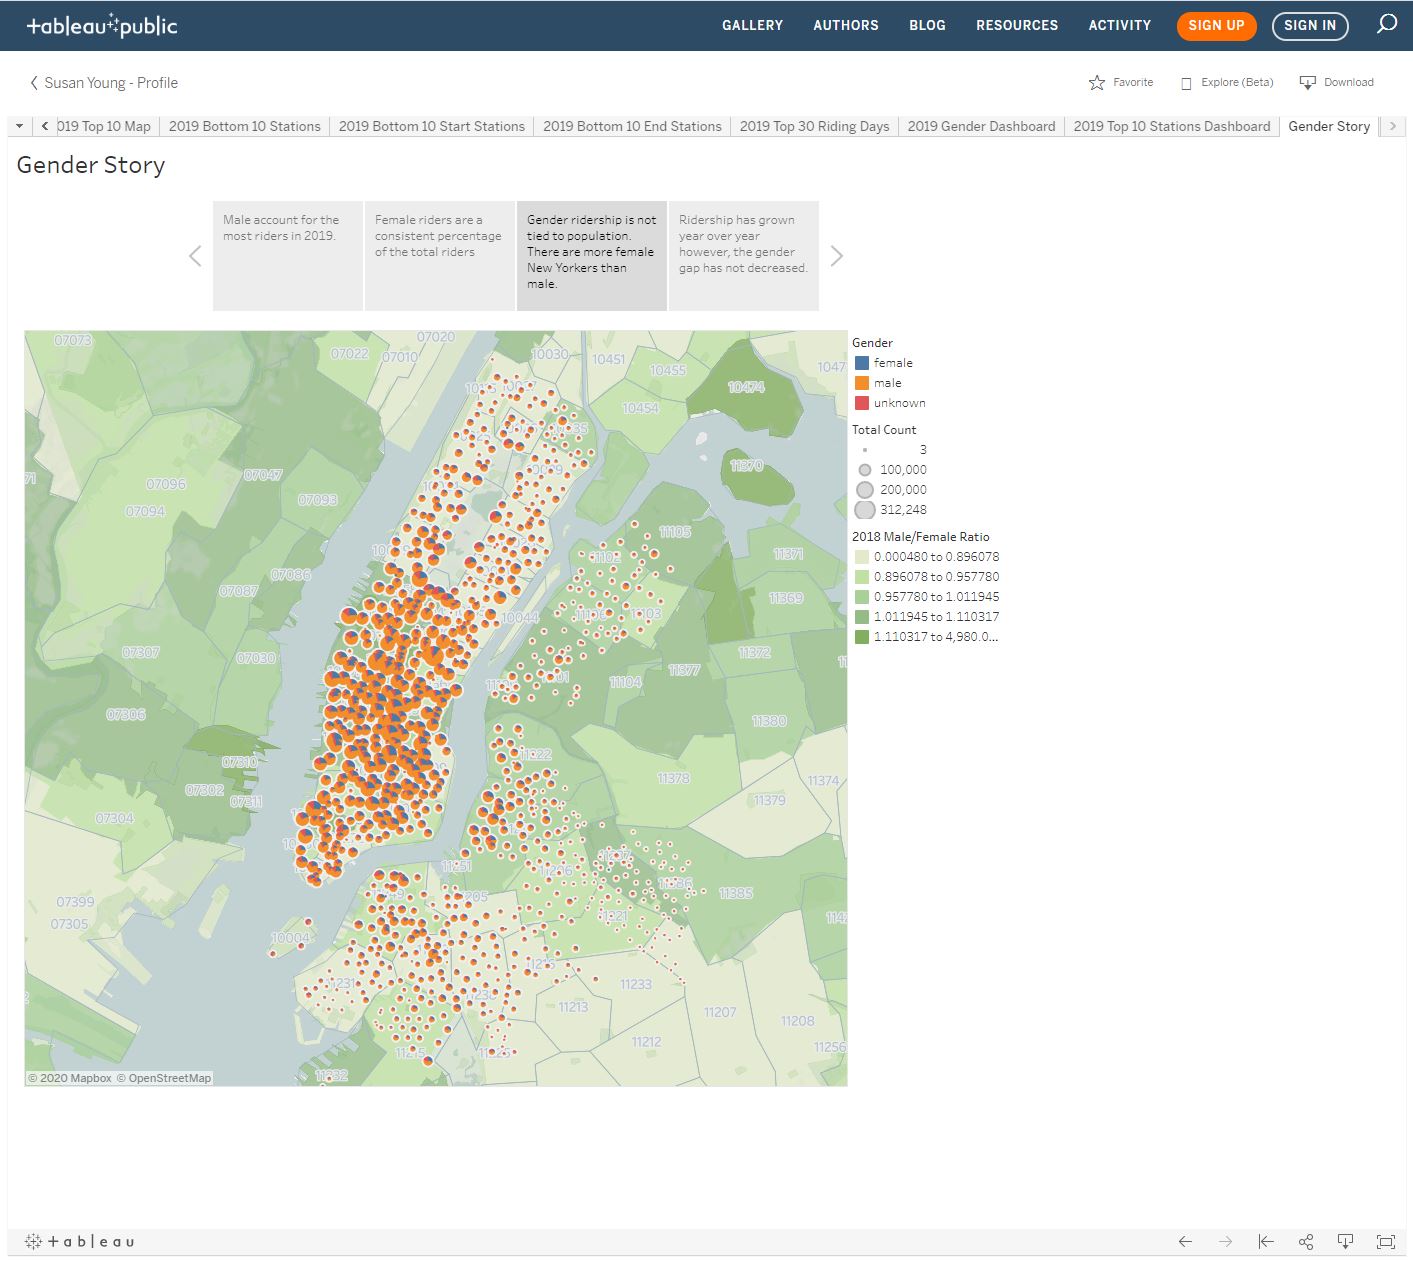 tableau public
GALLERY AUTHORS BLOG RESOURCES ACTIVITY SIGN UP SIGN IN
Susan Young - Profile
Favorite Explore (Beta) Download
2019 Top 10 Map 2019 Bottom 10 Stations 2019 Bottom 10 Start Stations 2019 Bottom 10 End Stations 2019 Top 30 Riding Days 2019 Gender Dashboard 2019 Top 10 Stations Dashboard Gender Story
Gender Story
Male account for the
most riders in 2019.
Female riders are a
consistent percentage
of the total riders
Gender ridership is not
tied to population.
There are more female
New Yorkers than
male.
Ridership has grown
year over year
however, the gender
gap has not decreased.
07073
07020
07022
07010
10030
10451
10455
10474
10454
07047
07096
07093
07094
11370
11105
11102
11371
07086
07087
11369
10044
11103
07307
07030
11372
11377
11104
07306
11380
07310
11378
11374
07302
07311
11379
07304
11385
11206
11251
07399
07305
10004
11221
11233
11213
11207
11208
11212
11256
11215
11225
11232
© 2020 Mapbox © OpenStreetMap
Gender
female
male
unknown
Total Count
3
100,000
200,000
312,248
2018 Male/Female Ratio
0.000480 to 0.896078
0.896078 to 0.957780
0.957780 to 1.011945
1.011945 to 1.110317
1.110317 to 4,980.0...
tableau